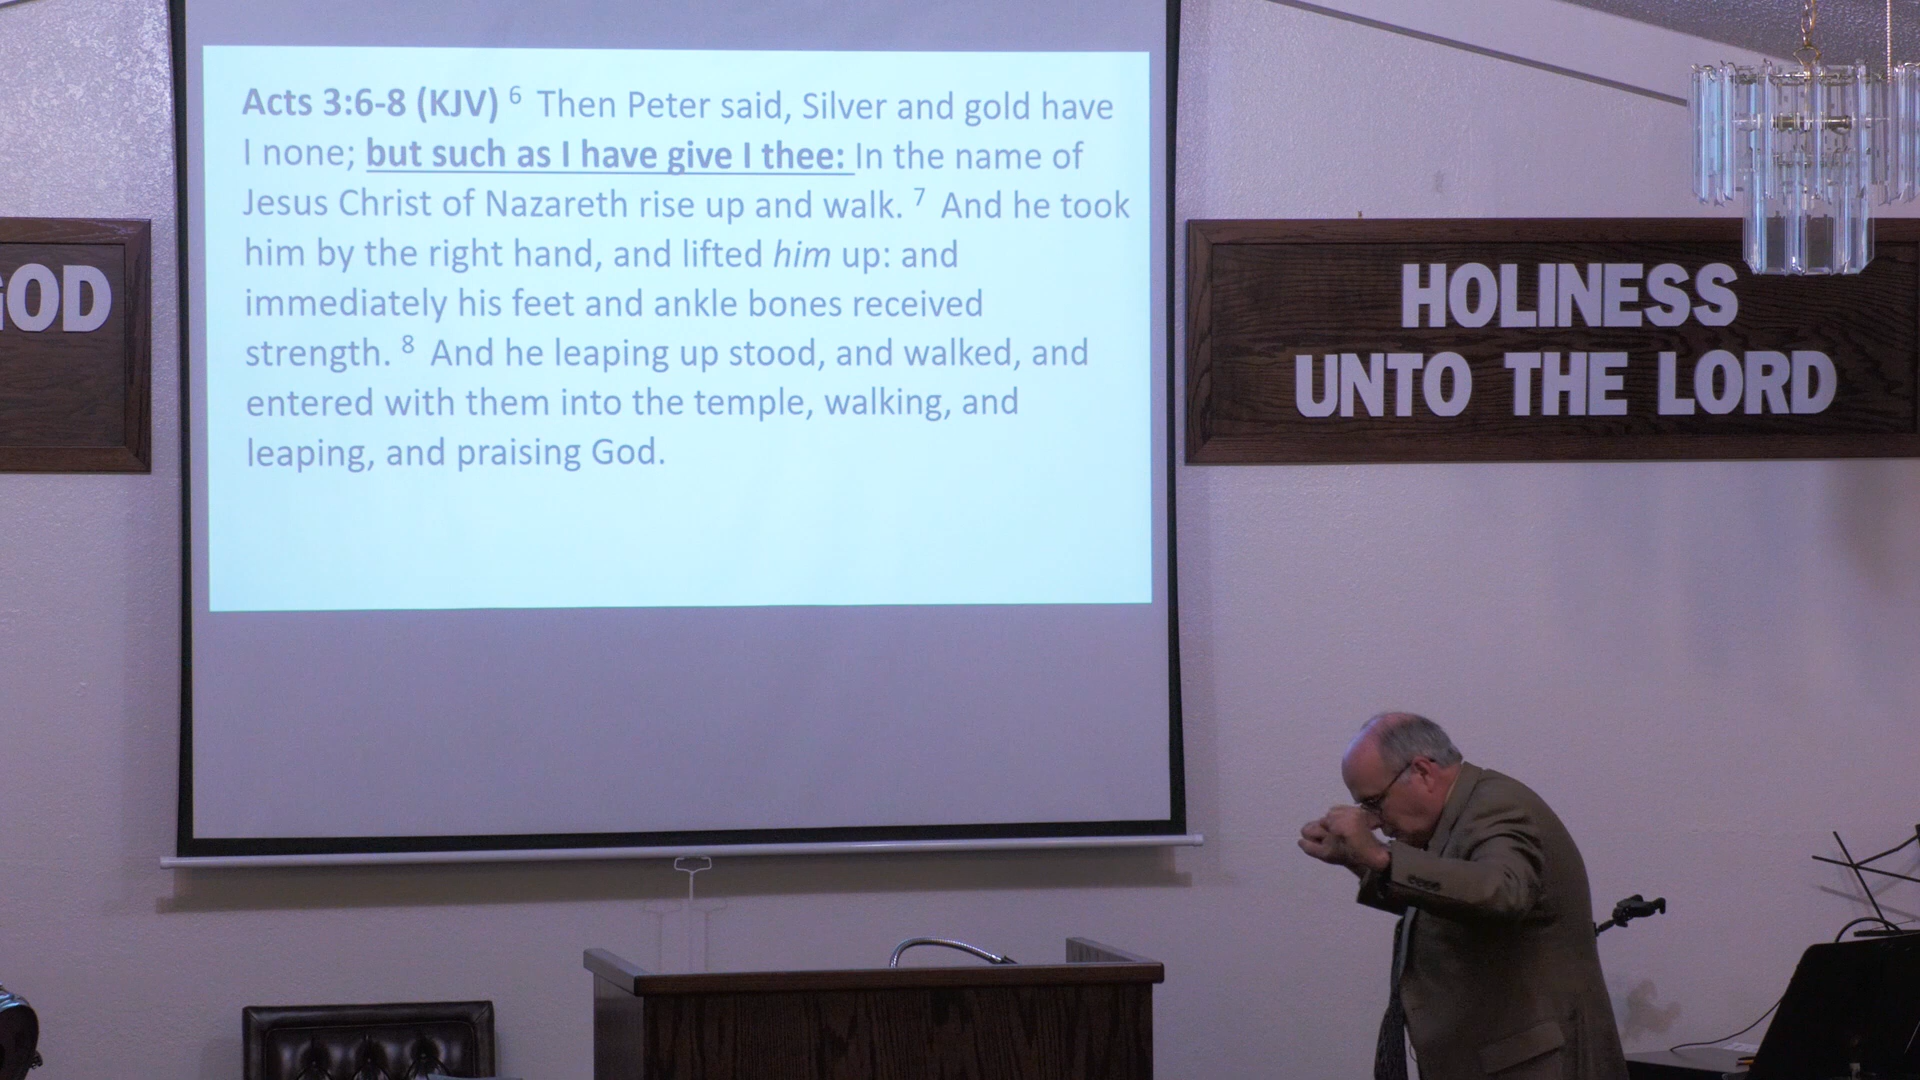 Acts 3:6-8 (KJV) 6 Then Peter said, Silver and gold have
I none; but such as I have give I thee: In the name of
Jesus Christ of Nazareth rise up and walk. 7 And he took
him by the right hand, and lifted him up: and
immediately his feet and ankle bones received
strength. 8 And he leaping up stood, and walked, and
entered with them into the temple, walking, and
leaping, and praising God.
GOD
HOLINESS
UNTO THE LORD